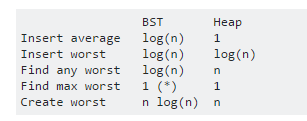 BST Heap
Insert average log(n) 1
Insert worst log(n) log(n)
Find any worst log(n) n
Find max worst 1 (*) 1
Create worst n log(n) n